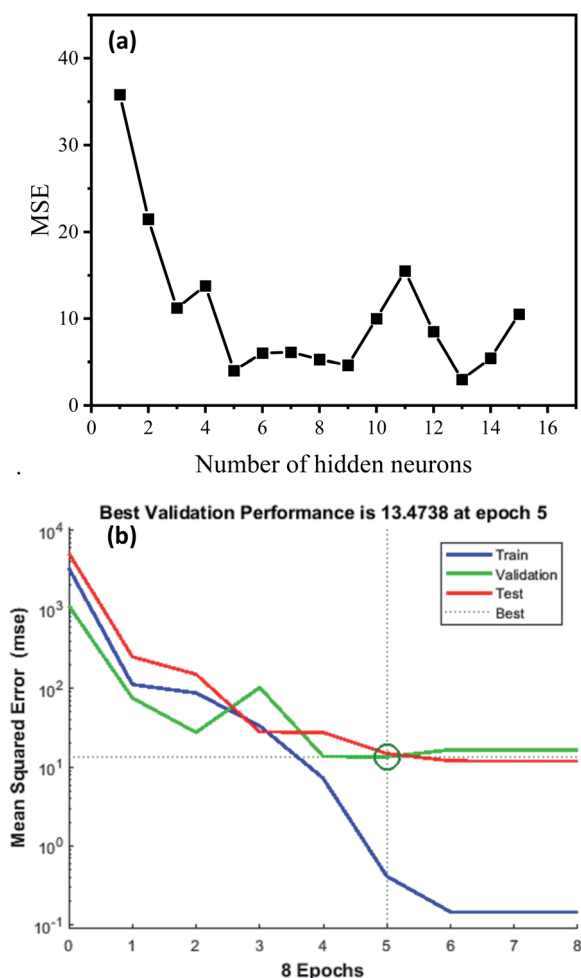 (a)
40
30
20
10
0
MSE
0 2 4 6 8 10 12 14 16
Number of hidden neurons
.
Best Validation Performance is 13.4738 at epoch 5
(b)
Train
Validation
Test
Best
10^4
10^3
10^2
10^1
10^0
10^-1
Mean Squared Error (mse)
0 1 2 3 4 5 6 7 8
8 Epochs